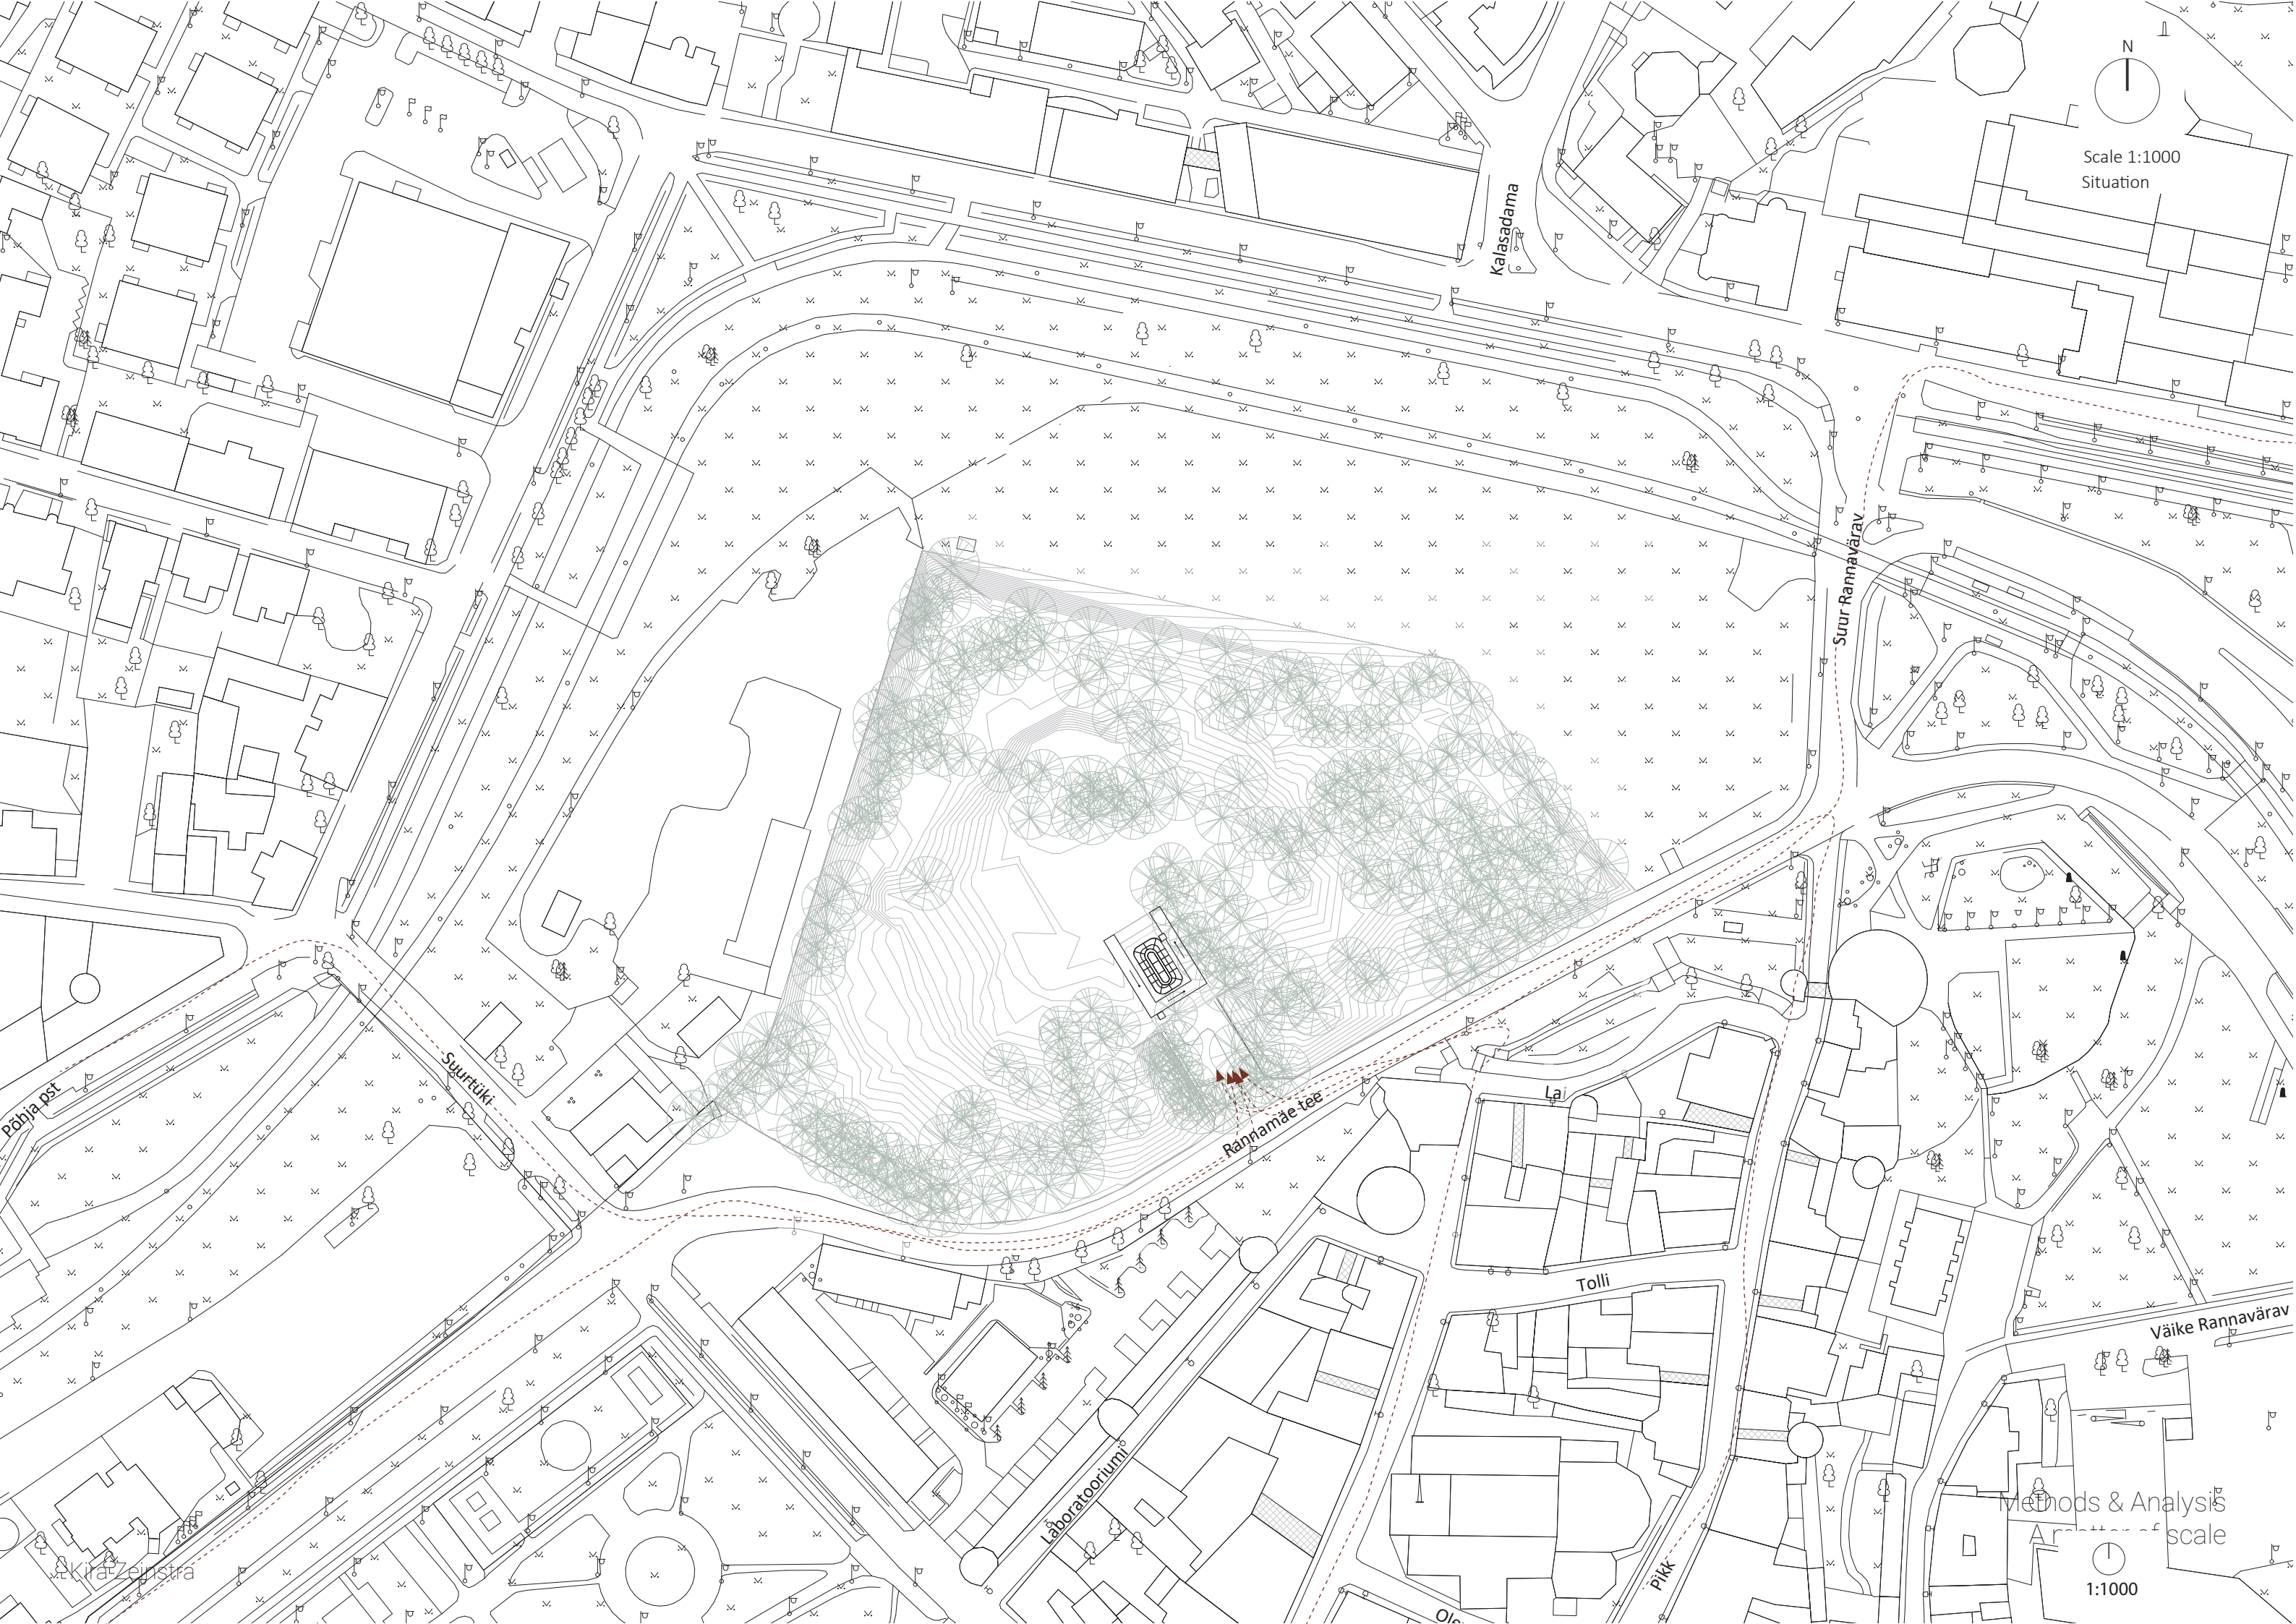 N
Scale 1:1000
Situation
Kalasadama
Suur Rannavärav
Suurtüki
Põhja pst
Rannamäe tee
Lai
Tolli
Väike Rannavärav
Laboratooriumi
Pikk
Methods & Analysis
A matter of scale
Kira Zeinstra
1:1000